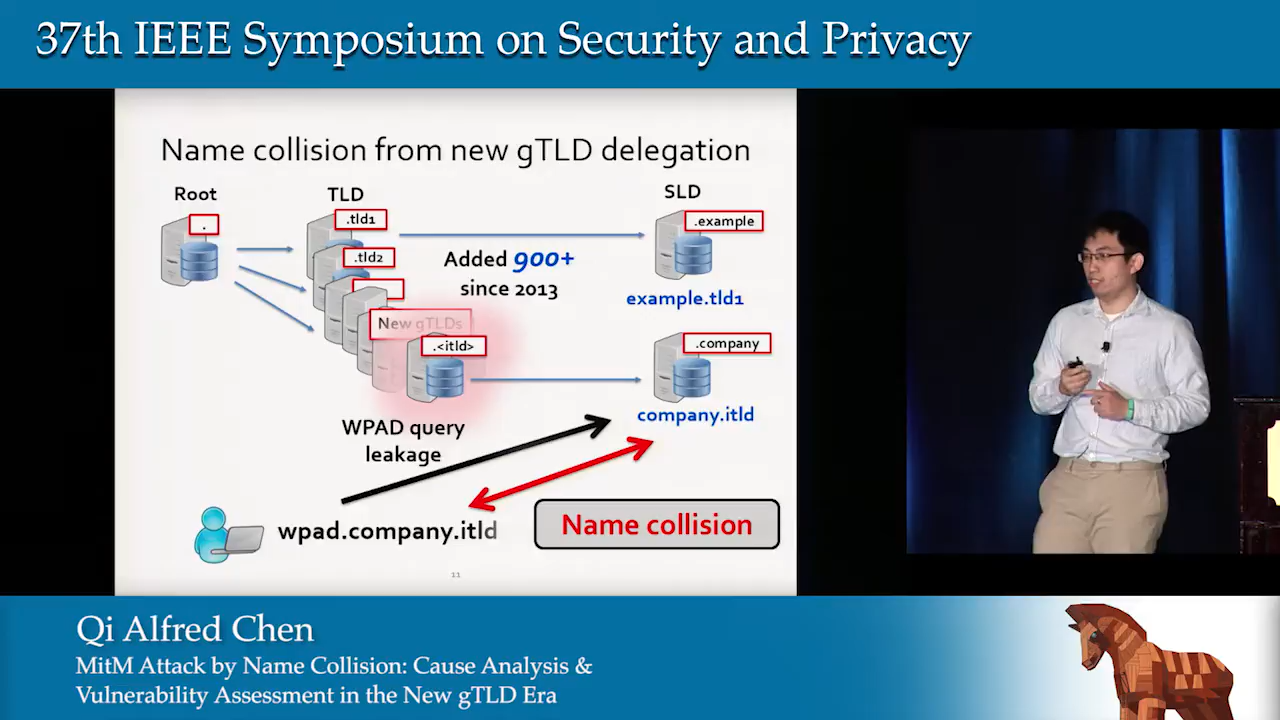 37th IEEE Symposium on Security and Privacy
Name collision from new gTLD delegation
Root
TLD
SLD
.
.tld1
.example
.tld2
Added 900+
since 2013
example.tld1
New gTLDs
.<itld>
.company
company.itld
WPAD query
leakage
wpad.company.itld
Name collision
11
Qi Alfred Chen
MitM Attack by Name Collision: Cause Analysis &
Vulnerability Assessment in the New gTLD Era